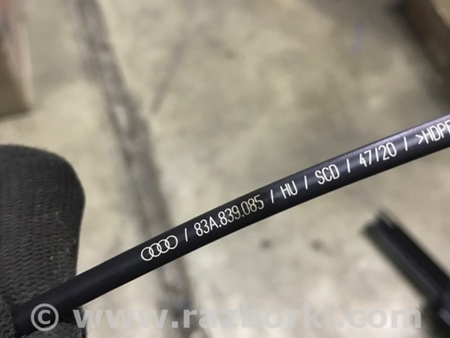 / 83A.839.085 / HU / SCD / 47/20 / >HDPE
© www.razborki.com